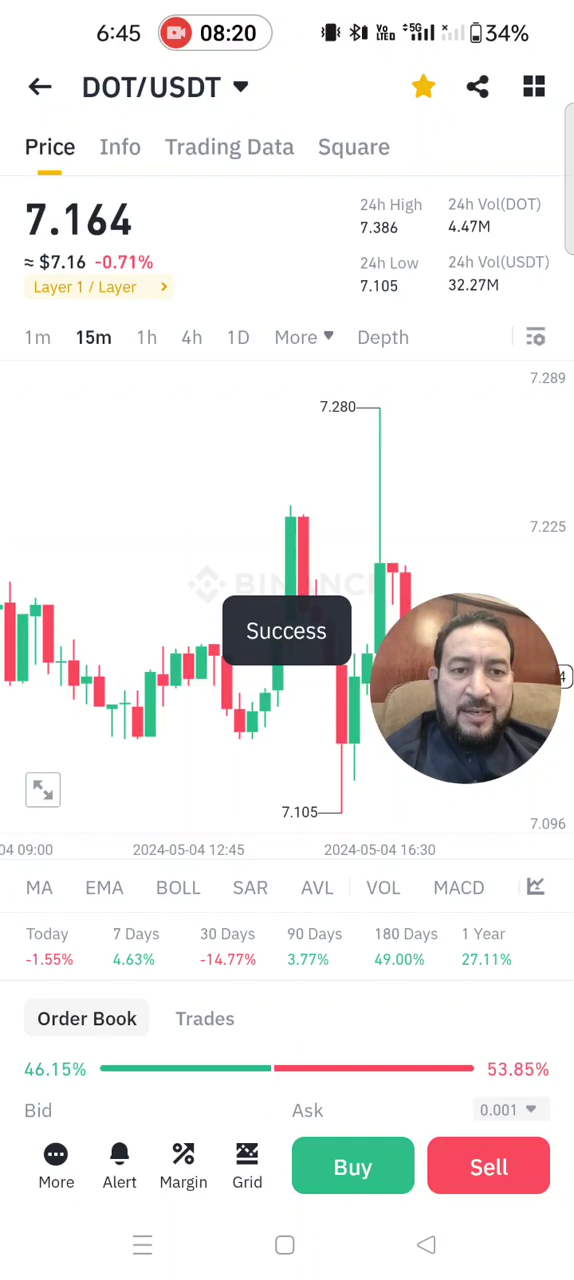 6:45 08:20 Vo LTED 5G 34%
DOT/USDT
Price Info Trading Data Square
7.164
≈ $7.16 -0.71%
Layer 1 / Layer
24h High 24h Vol(DOT)
7.386 4.47M
24h Low 24h Vol(USDT)
7.105 32.27M
1m 15m 1h 4h 1D More Depth
7.289
7.280
7.225
BINANCE
Success
4
7.105
7.096
04 09:00 2024-05-04 12:45 2024-05-04 16:30
MA EMA BOLL SAR AVL VOL MACD
Today 7 Days 30 Days 90 Days 180 Days 1 Year
-1.55% 4.63% -14.77% 3.77% 49.00% 27.11%
Order Book Trades
46.15% 53.85%
Bid Ask 0.001
More Alert Margin Grid Buy Sell